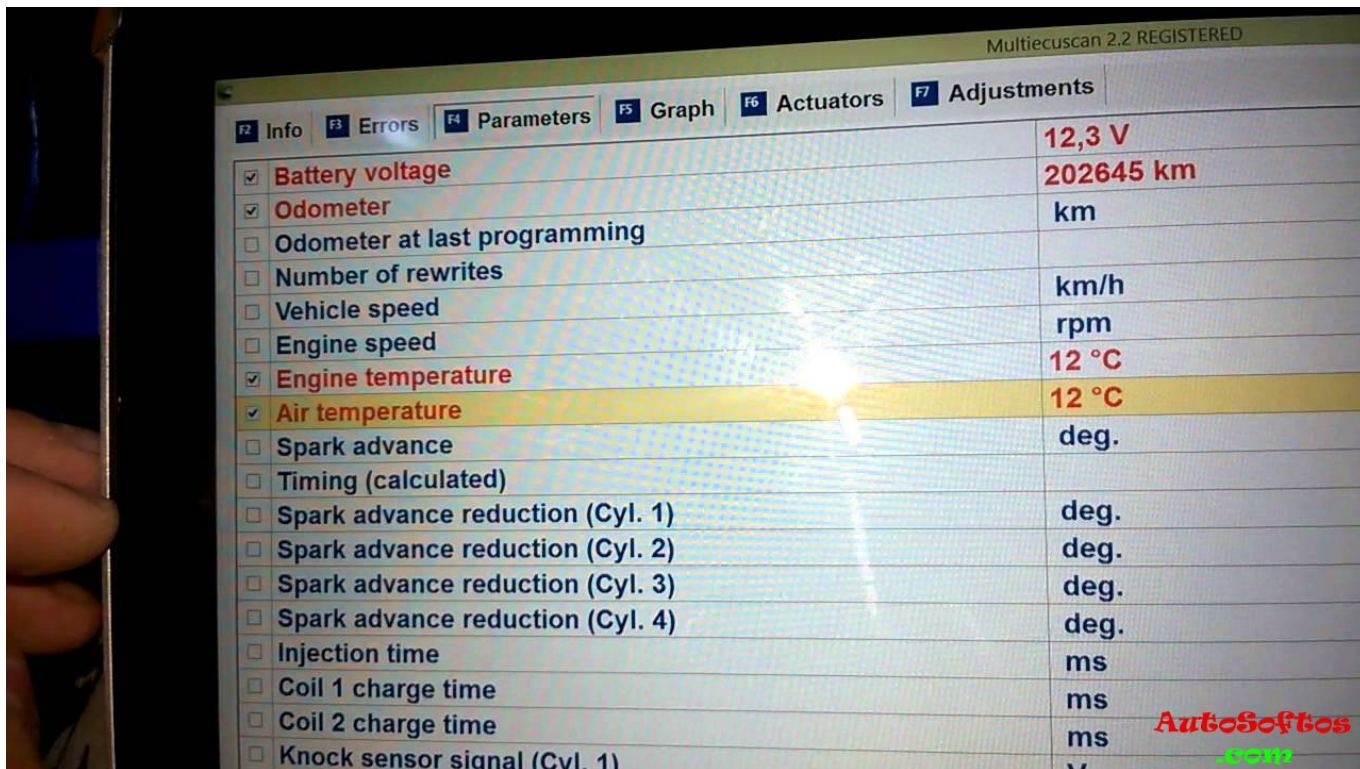 Multiecuscan 2.2 REGISTERED
F2 Info F3 Errors F4 Parameters F5 Graph F6 Actuators F7 Adjustments
Battery voltage 12,3 V
Odometer 202645 km
Odometer at last programming km
Number of rewrites
Vehicle speed km/h
Engine speed rpm
Engine temperature 12 °C
Air temperature 12 °C
Spark advance deg.
Timing (calculated)
Spark advance reduction (Cyl. 1) deg.
Spark advance reduction (Cyl. 2) deg.
Spark advance reduction (Cyl. 3) deg.
Spark advance reduction (Cyl. 4) deg.
Injection time ms
Coil 1 charge time ms
Coil 2 charge time ms
Knock sensor signal (Cyl. 1)
AutoSoftos
.com